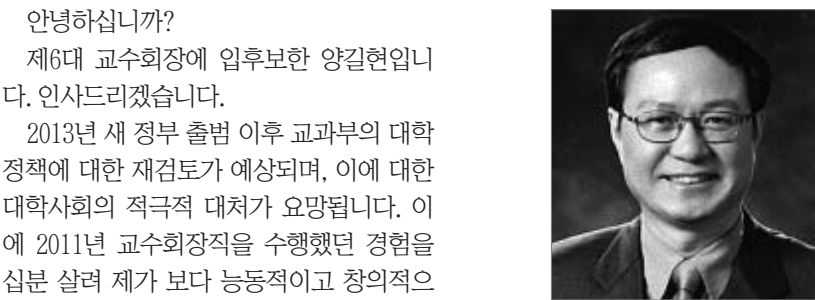 안녕하십니까?
제6대 교수회장에 입후보한 양길현입니
다. 인사드리겠습니다.
2013년 새 정부 출범 이후 교과부의 대학
정책에 대한 재검토가 예상되며, 이에 대한
대학사회의 적극적 대처가 요망됩니다. 이
에 2011년 교수회장직을 수행했던 경험을
십분 살려 제가 보다 능동적이고 창의적으